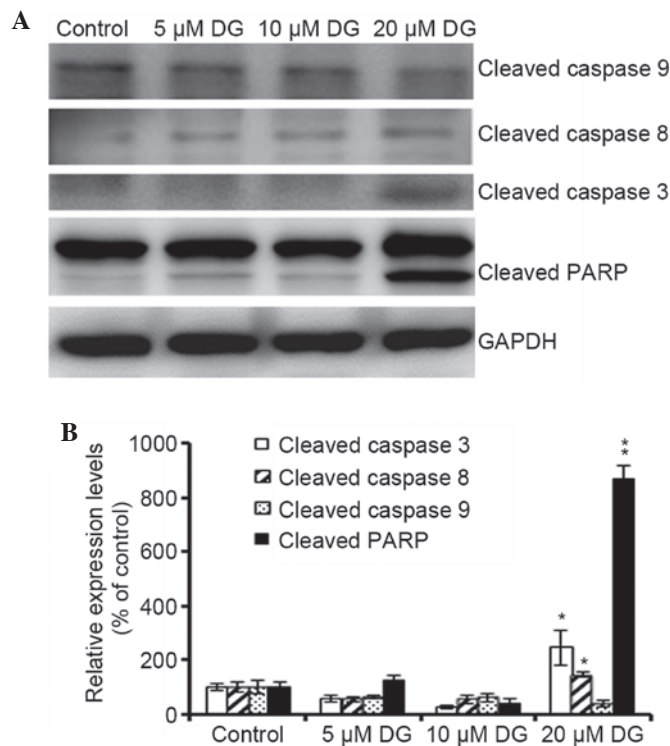 A
Control 5 µM DG 10 µM DG 20 µM DG
Cleaved caspase 9
Cleaved caspase 8
Cleaved caspase 3
Cleaved PARP
GAPDH
B
Relative expression levels
(% of control)
1000
800
600
400
200
0
Cleaved caspase 3
Cleaved caspase 8
Cleaved caspase 9
Cleaved PARP
*
*
**
Control 5 µM DG 10 µM DG 20 µM DG